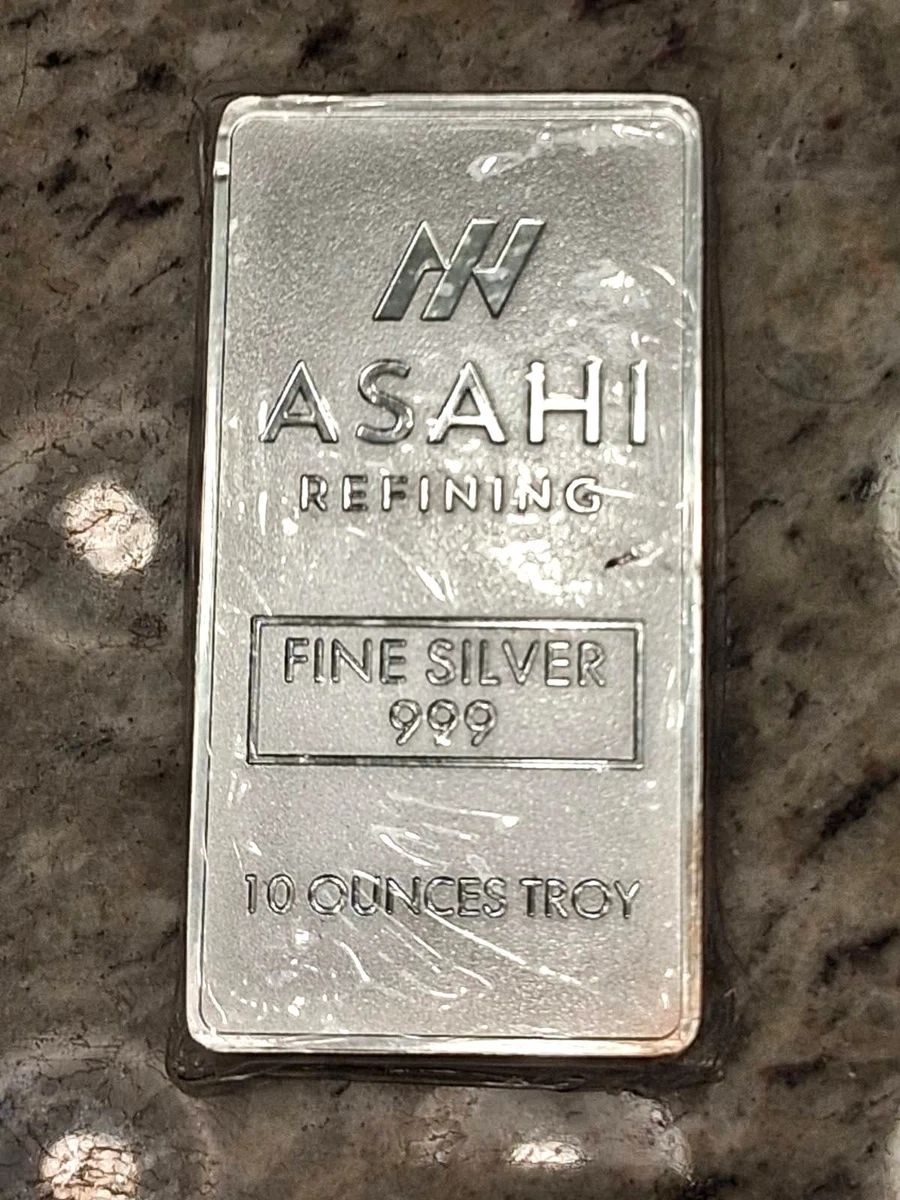 ASAHI
REFINING
FINE SILVER
999
10 OUNCES TROY